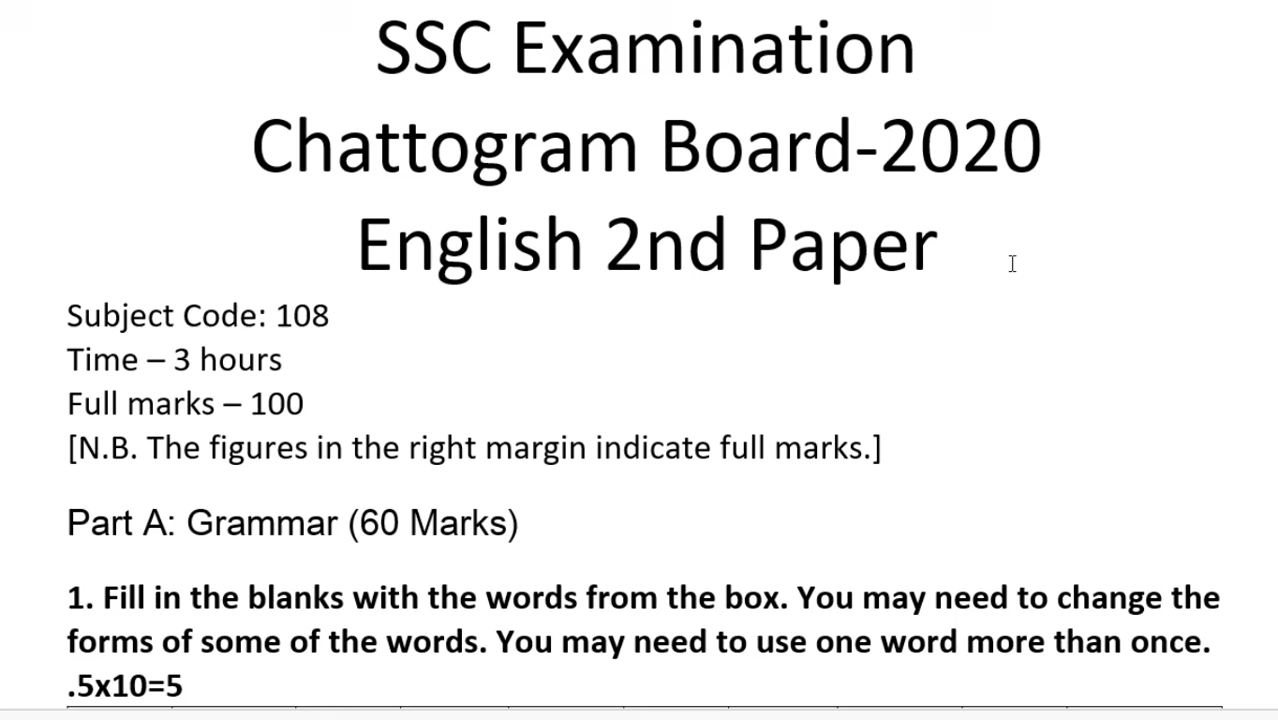 SSC Examination
Chattogram Board-2020
English 2nd Paper
Subject Code: 108
Time – 3 hours
Full marks – 100
[N.B. The figures in the right margin indicate full marks.]
Part A: Grammar (60 Marks)
1. Fill in the blanks with the words from the box. You may need to change the
forms of some of the words. You may need to use one word more than once.
.5x10=5